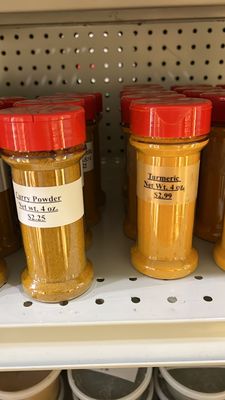 Curry Powder
Net wt. 4 oz.
$2.25
Turmeric
Net Wt. 4 oz.
$2.99